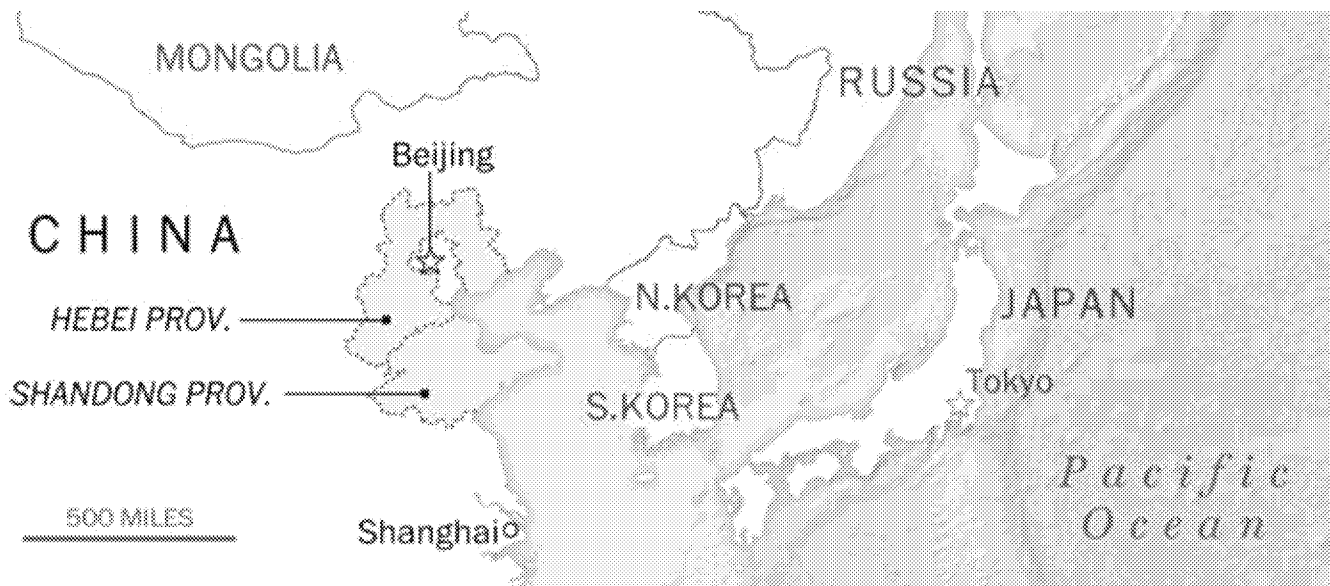 MONGOLIA
RUSSIA
Beijing
CHINA
HEBEI PROV.
N.KOREA
JAPAN
SHANDONG PROV.
Tokyo
S.KOREA
Pacific
Ocean
500 MILES
Shanghai